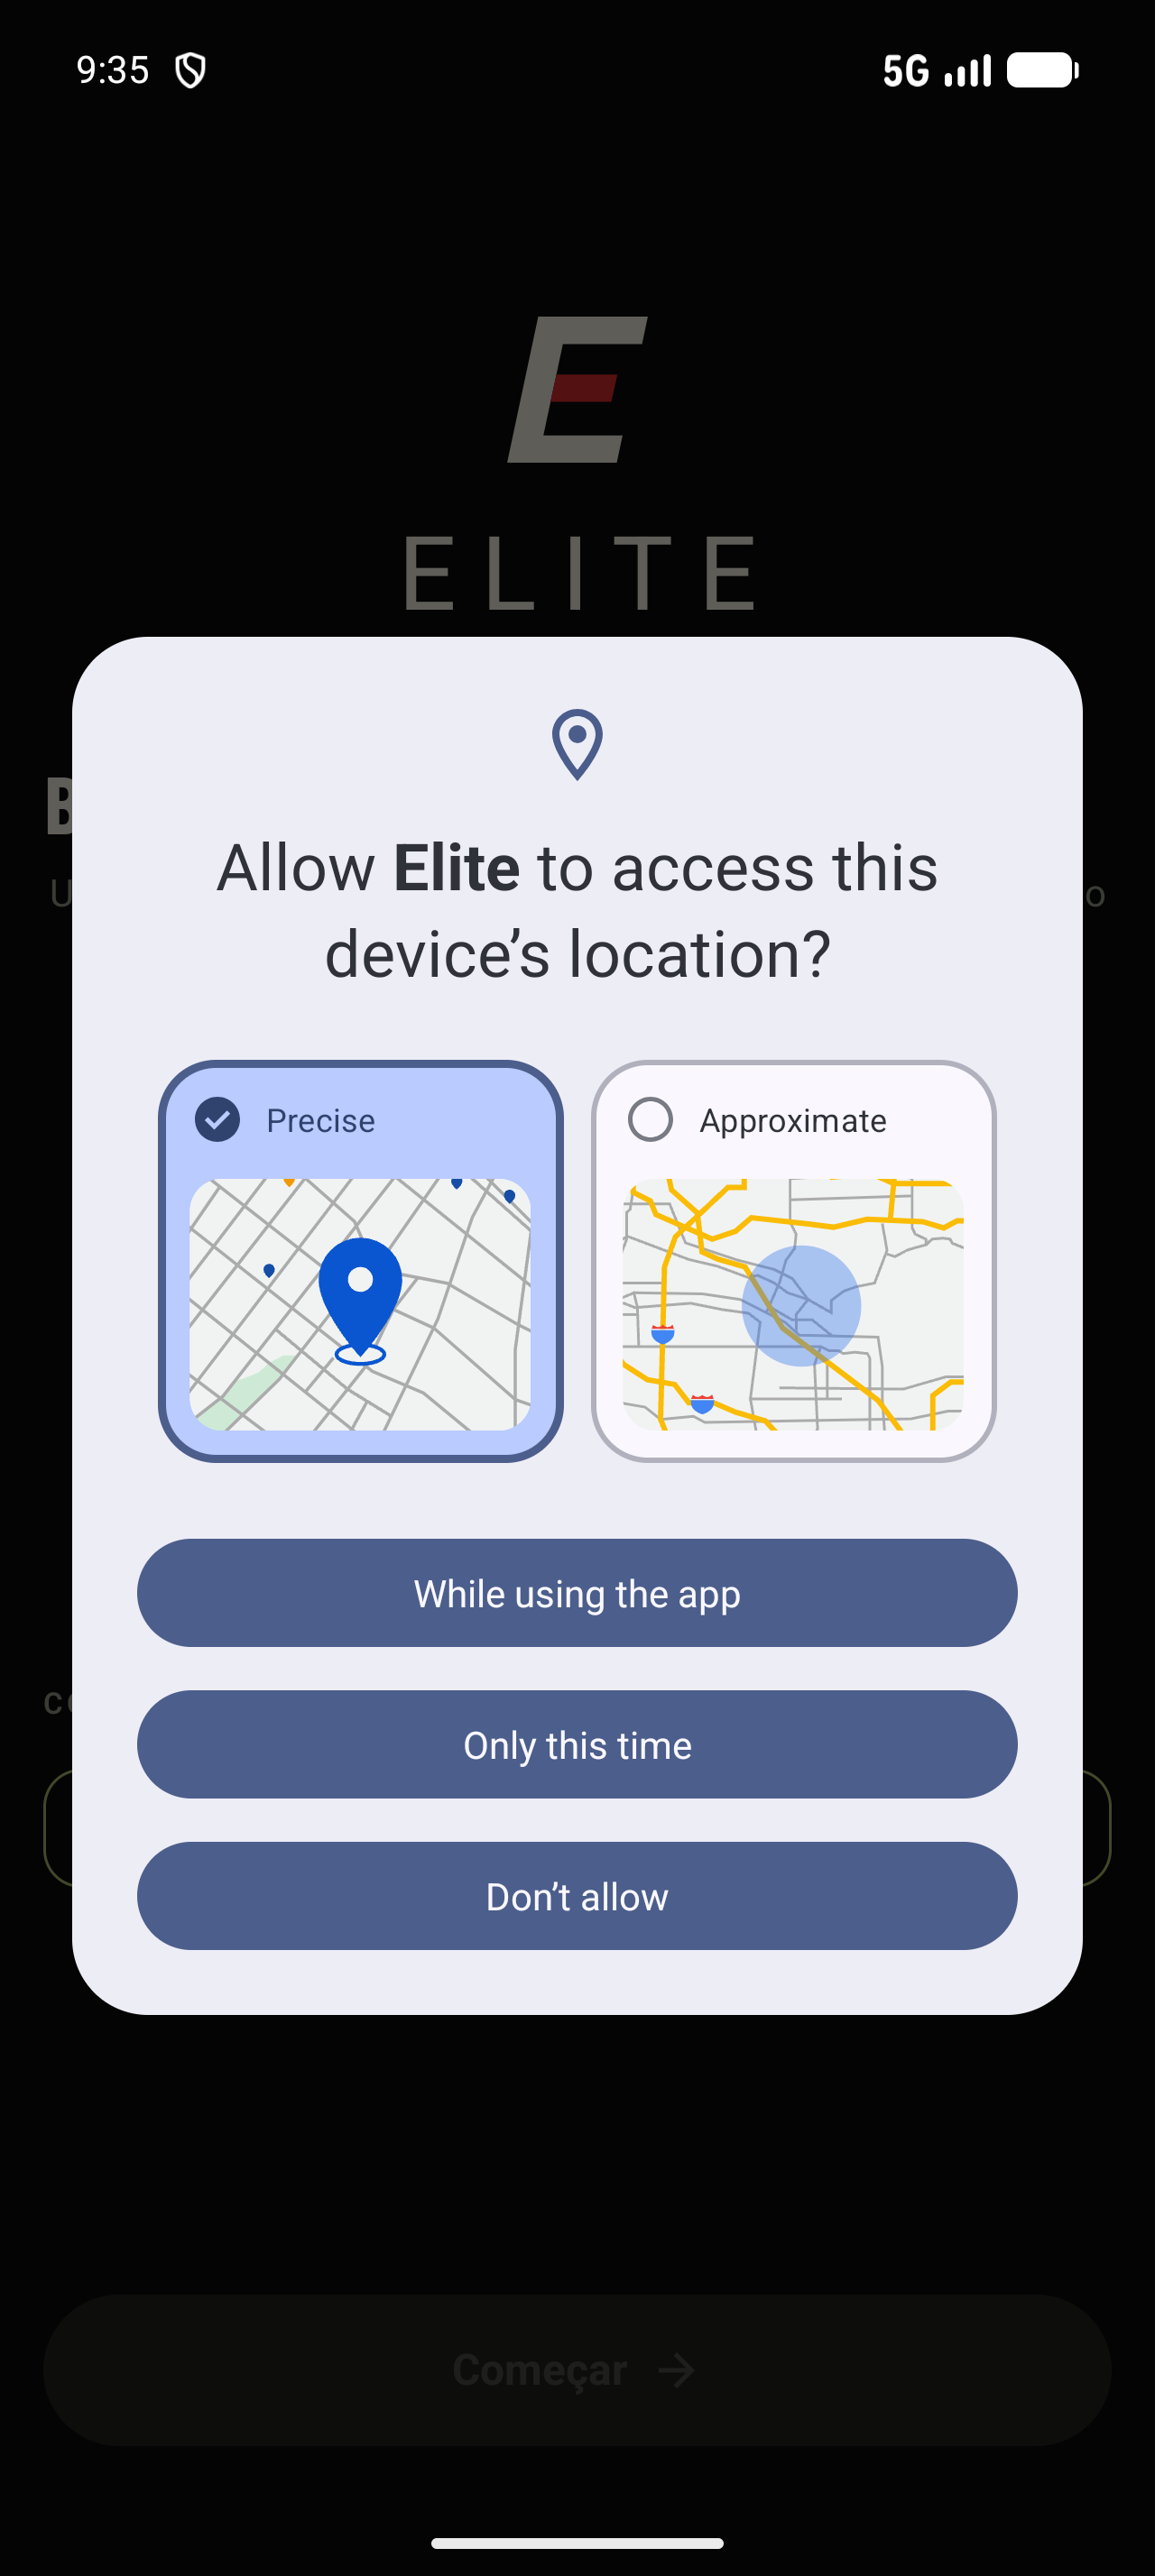 9:35
5G
E
ELITE
Allow Elite to access this
device’s location?
Precise
Approximate
While using the app
Only this time
Don’t allow
Começar